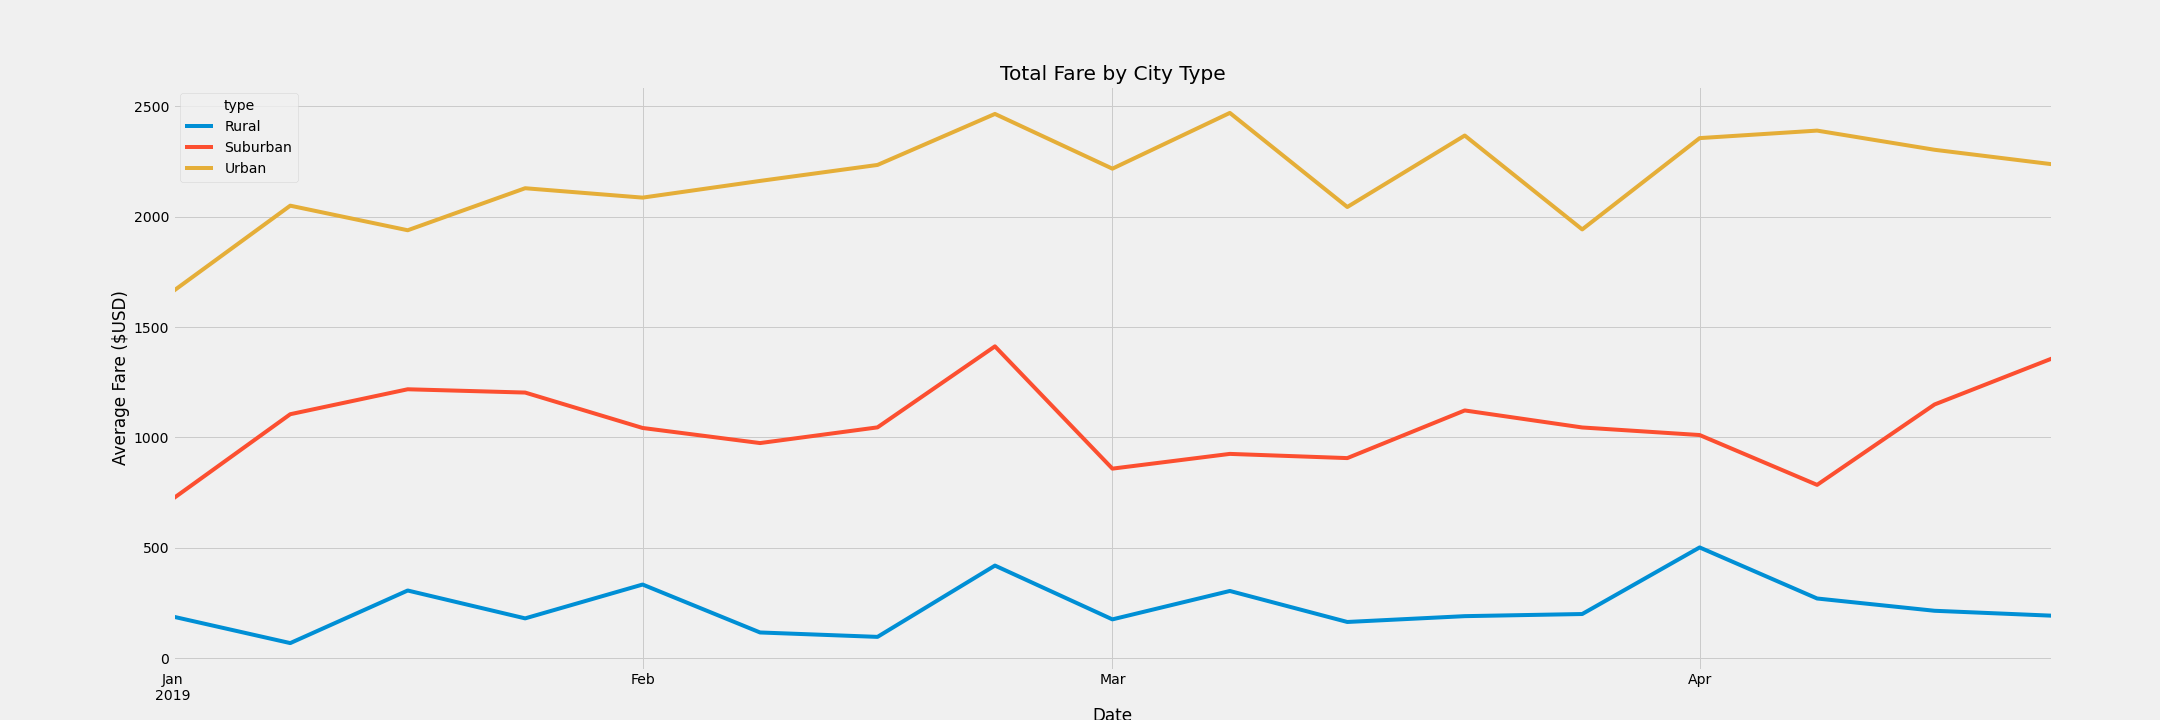 Total Fare by City Type
type
Rural
Suburban
Urban
Average Fare ($USD)
2500
2000
1500
1000
500
0
Jan Feb Mar Apr
2019
Date